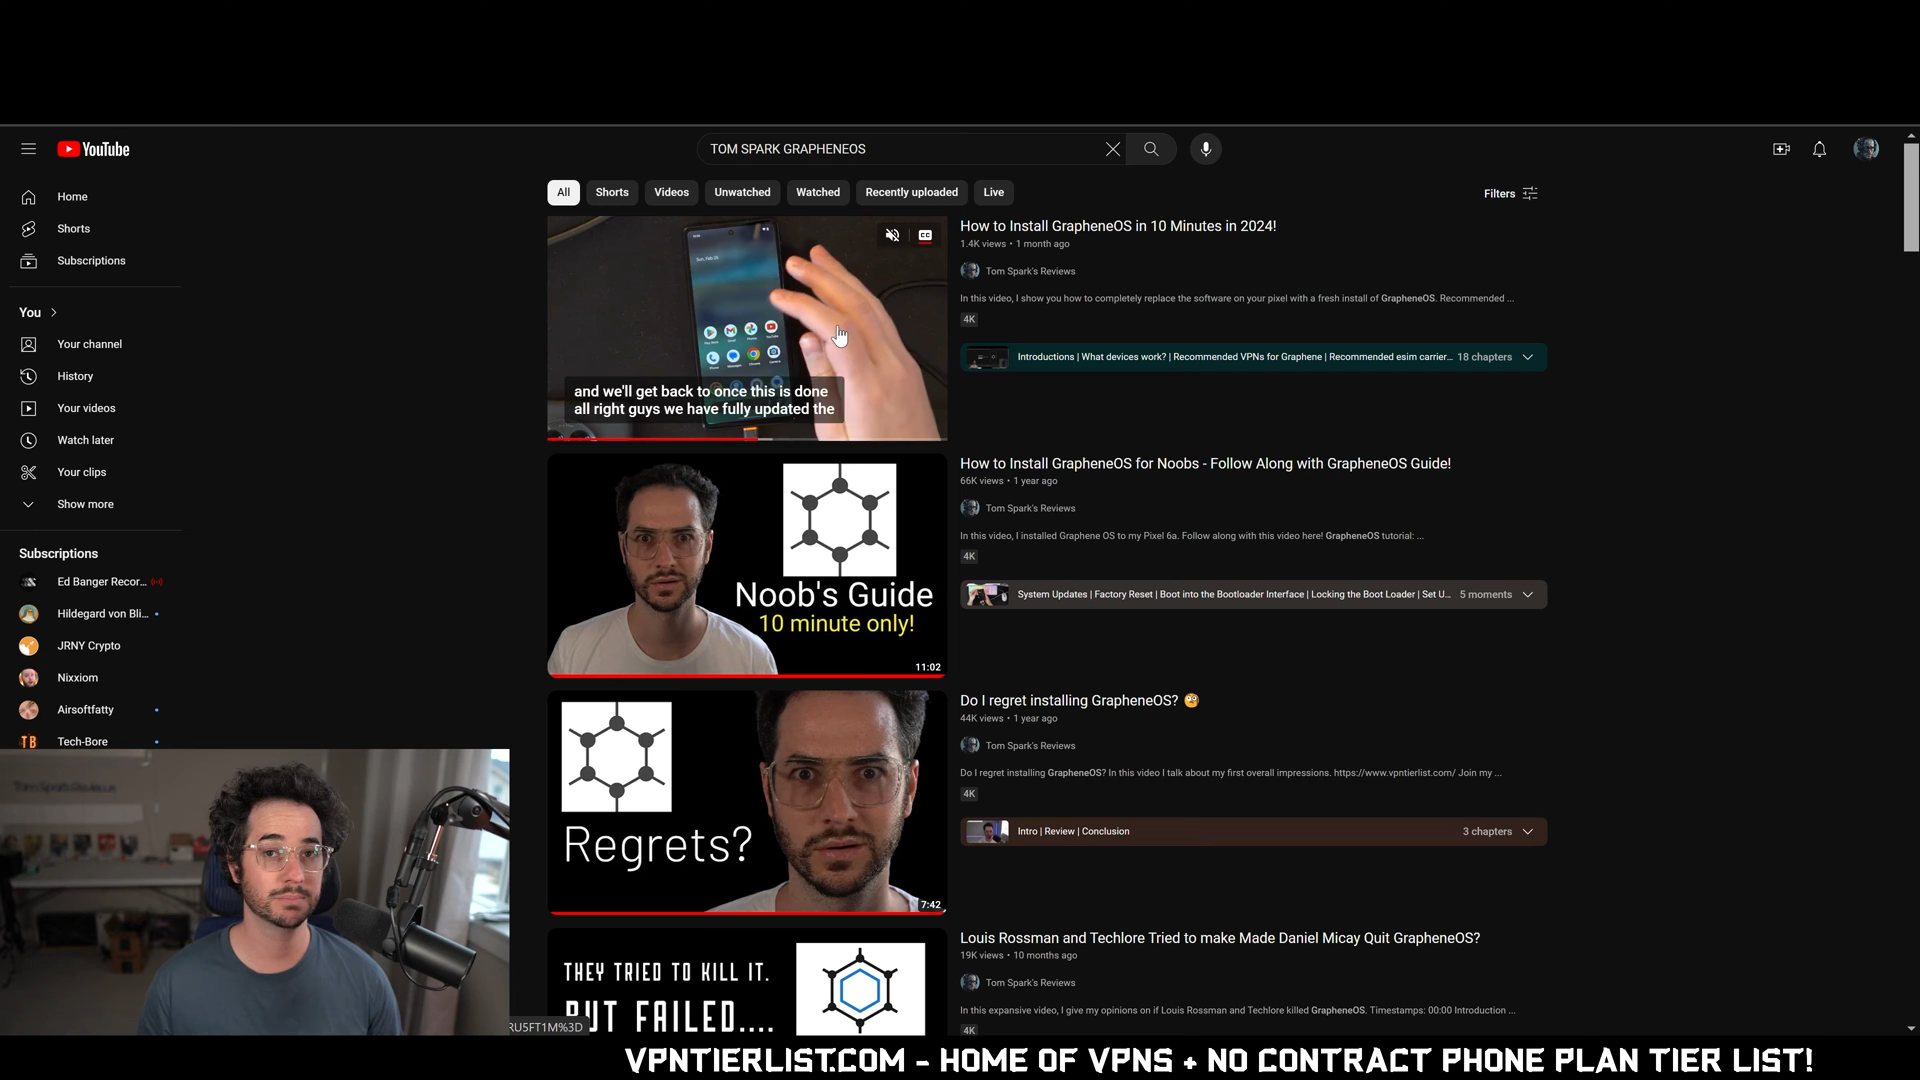 YouTube
TOM SPARK GRAPHENEOS
Home
Shorts
Subscriptions
You
Your channel
History
Your videos
Watch later
Your clips
Show more
Subscriptions
Ed Banger Recor...
Hildegard von Bli...
JRNY Crypto
Nixxiom
Airsoftfatty
TB Tech-Bore
All
Shorts
Videos
Unwatched
Watched
Recently uploaded
Live
Filters
CC
and we'll get back to once this is done
all right guys we have fully updated the
How to Install GrapheneOS in 10 Minutes in 2024!
1.4K views • 1 month ago
Tom Spark's Reviews
In this video, I show you how to completely replace the software on your pixel with a fresh install of GrapheneOS. Recommended ...
4K
Introductions | What devices work? | Recommended VPNs for Graphene | Recommended esim carrier... 18 chapters
Noob's Guide
10 minute only!
11:02
How to Install GrapheneOS for Noobs - Follow Along with GrapheneOS Guide!
66K views • 1 year ago
Tom Spark's Reviews
In this video, I installed Graphene OS to my Pixel 6a. Follow along with this video here! GrapheneOS tutorial: ...
4K
System Updates | Factory Reset | Boot into the Bootloader Interface | Locking the Boot Loader | Set U... 5 moments
Regrets?
7:42
Do I regret installing GrapheneOS? 🧐
44K views • 1 year ago
Tom Spark's Reviews
Do I regret installing GrapheneOS? In this video I talk about my first overall impressions. https://www.vpntierlist.com/ Join my ...
4K
Intro | Review | Conclusion 3 chapters
THEY TRIED TO KILL IT.
BUT FAILED....
Louis Rossman and Techlore Tried to make Made Daniel Micay Quit GrapheneOS?
19K views • 10 months ago
Tom Spark's Reviews
In this expansive video, I give my opinions on if Louis Rossman and Techlore killed GrapheneOS. Timestamps: 00:00 Introduction ...
4K
RU5FT1M%3D
VPNTIERLIST.COM - HOME OF VPNS + NO CONTRACT PHONE PLAN TIER LIST!